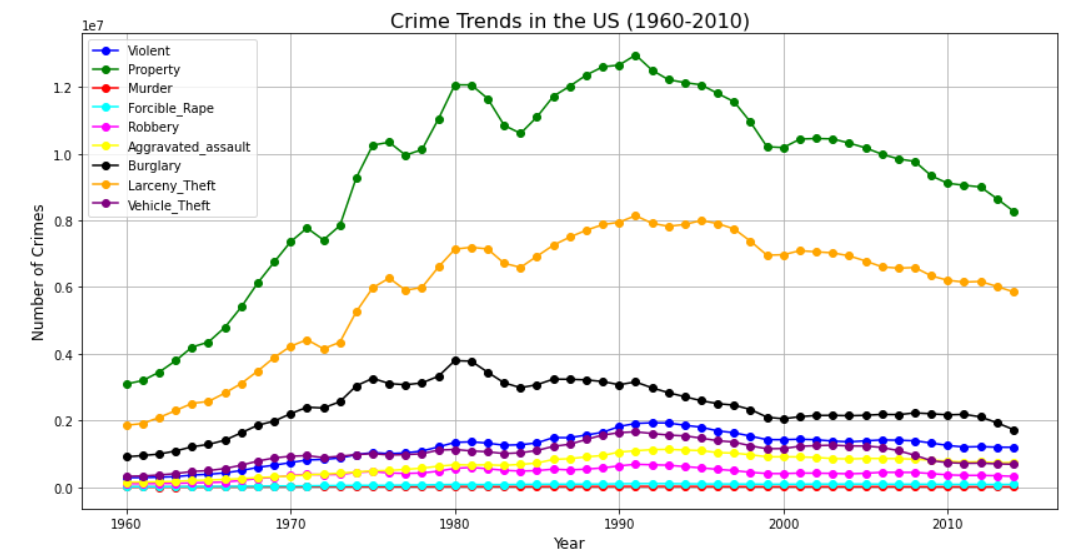 Crime Trends in the US (1960-2010)
1e7
Violent
Property
Murder
Forcible_Rape
Robbery
Aggravated_assault
Burglary
Larceny_Theft
Vehicle_Theft
1.2
1.0
0.8
0.6
0.4
0.2
0.0
Number of Crimes
1960 1970 1980 1990 2000 2010
Year